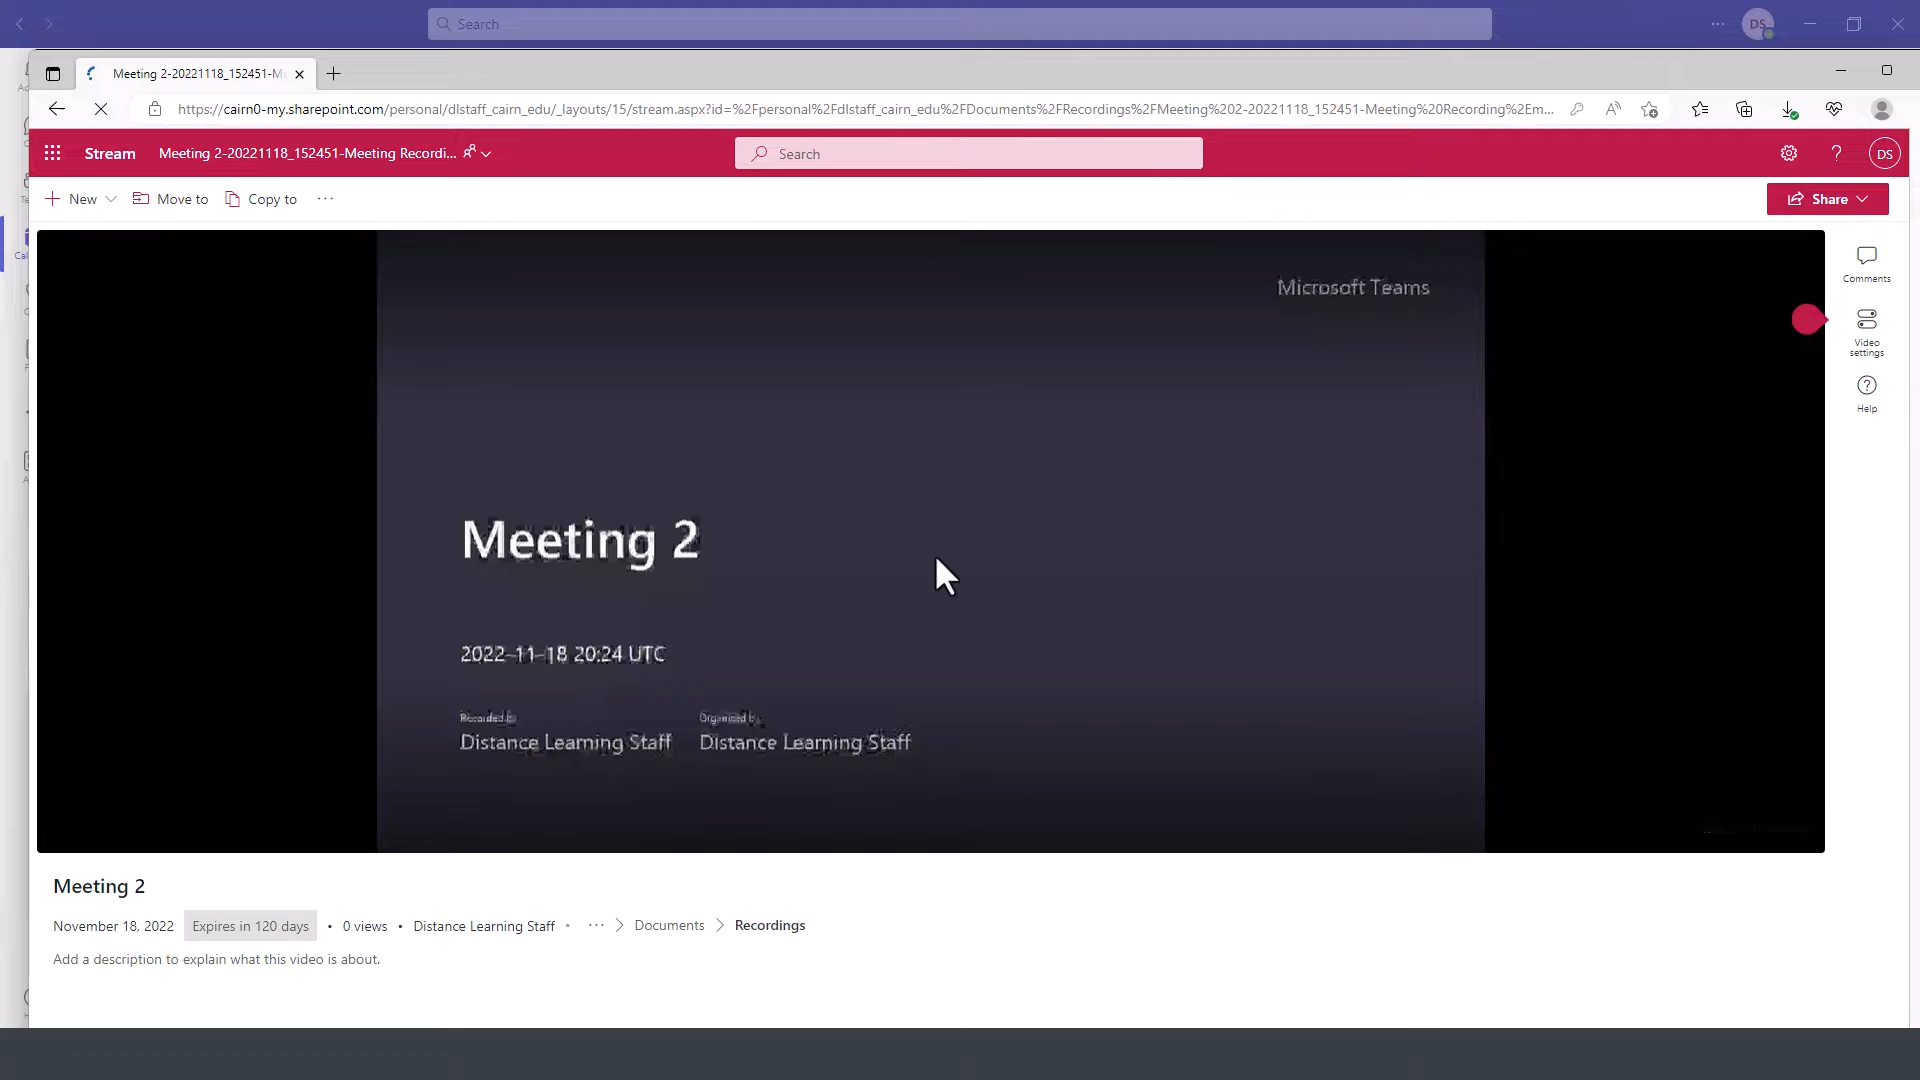 Search
DS
Meeting 2-20221118_152451-M
https://cairn0-my.sharepoint.com/personal/dlstaff_cairn_edu/_layouts/15/stream.aspx?id=%2Fpersonal%2Fdlstaff_cairn_edu%2FDocuments%2FRecordings%2FMeeting%202-20221118_152451-Meeting%20Recording%2Em...
Stream
Meeting 2-20221118_152451-Meeting Recordi...
Search
DS
New
Move to
Copy to
Share
Microsoft Teams
Comments
Video
settings
Help
Meeting 2
2022-11-18 20:24 UTC
Recorded by
Organized by
Distance Learning Staff
Distance Learning Staff
Meeting 2
November 18, 2022
Expires in 120 days
• 0 views • Distance Learning Staff •
... > Documents > Recordings
Add a description to explain what this video is about.